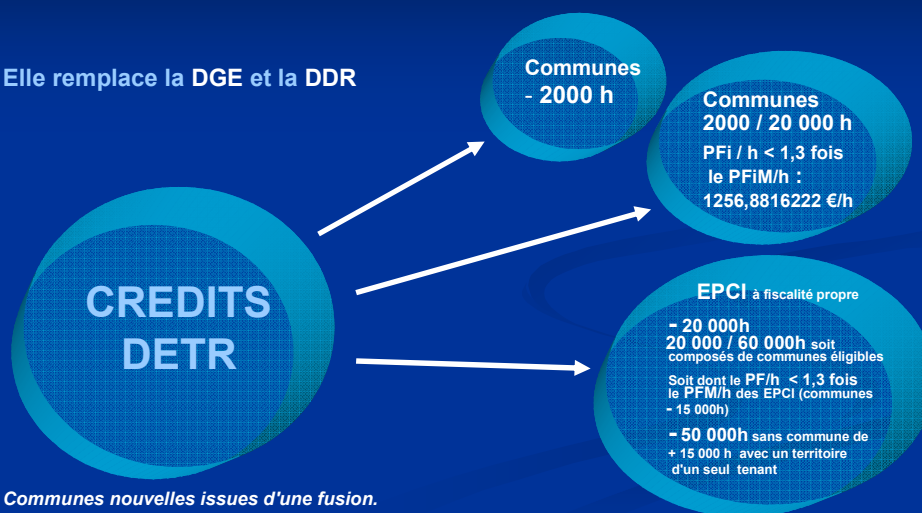 Elle remplace la DGE et la DDR
Communes
- 2000 h
Communes
2000 / 20 000 h
PFi / h < 1,3 fois
le PFiM/h :
1256,8816222 €/h
CREDITS
DETR
EPCI à fiscalité propre
- 20 000h
20 000 / 60 000h soit
composés de communes éligibles
Soit dont le PF/h < 1,3 fois
le PFM/h des EPCI (communes
- 15 000h)
- 50 000h sans commune de
+ 15 000 h avec un territoire
d'un seul tenant
Communes nouvelles issues d'une fusion.